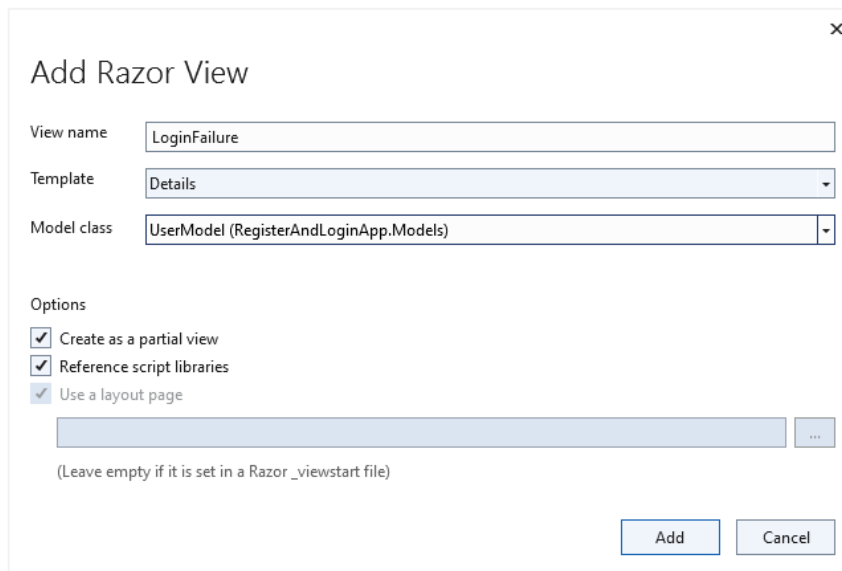 Add Razor View
View name LoginFailure
Template Details
Model class UserModel (RegisterAndLoginApp.Models)
Options
Create as a partial view
Reference script libraries
Use a layout page
...
(Leave empty if it is set in a Razor _viewstart file)
Add Cancel